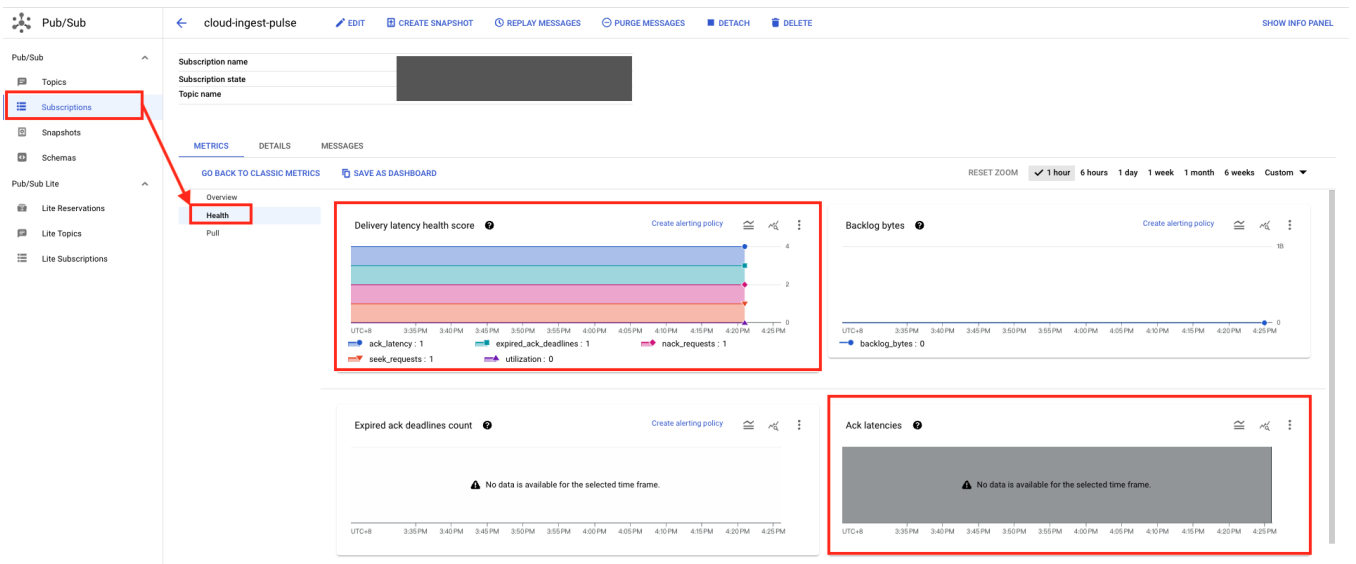 Pub/Sub
cloud-ingest-pulse
EDIT
CREATE SNAPSHOT
REPLAY MESSAGES
PURGE MESSAGES
DETACH
DELETE
SHOW INFO PANEL
Pub/Sub
Topics
Subscriptions
Snapshots
Schemas
Pub/Sub Lite
Lite Reservations
Lite Topics
Lite Subscriptions
Subscription name
Subscription state
Topic name
METRICS DETAILS MESSAGES
GO BACK TO CLASSIC METRICS
SAVE AS DASHBOARD
RESET ZOOM 1 hour 6 hours 1 day 1 week 1 month 6 weeks Custom
Overview
Health
Pull
Delivery latency health score
Create alerting policy
4
2
0
UTC+8 3:35 PM 3:40 PM 3:45 PM 3:50 PM 3:55 PM 4:00 PM 4:05 PM 4:10 PM 4:15 PM 4:20 PM 4:25 PM
ack_latency : 1 expired_ack_deadlines : 1 nack_requests : 1
seek_requests : 1 utilization : 0
Backlog bytes
Create alerting policy
1B
0
UTC+8 3:35 PM 3:40 PM 3:45 PM 3:50 PM 3:55 PM 4:00 PM 4:05 PM 4:10 PM 4:15 PM 4:20 PM 4:25 PM
backlog_bytes : 0
Expired ack deadlines count
Create alerting policy
No data is available for the selected time frame.
UTC+8 3:35 PM 3:40 PM 3:45 PM 3:50 PM 3:55 PM 4:00 PM 4:05 PM 4:10 PM 4:15 PM 4:20 PM 4:25 PM
Ack latencies
No data is available for the selected time frame.
UTC+8 3:35 PM 3:40 PM 3:45 PM 3:50 PM 3:55 PM 4:00 PM 4:05 PM 4:10 PM 4:15 PM 4:20 PM 4:25 PM